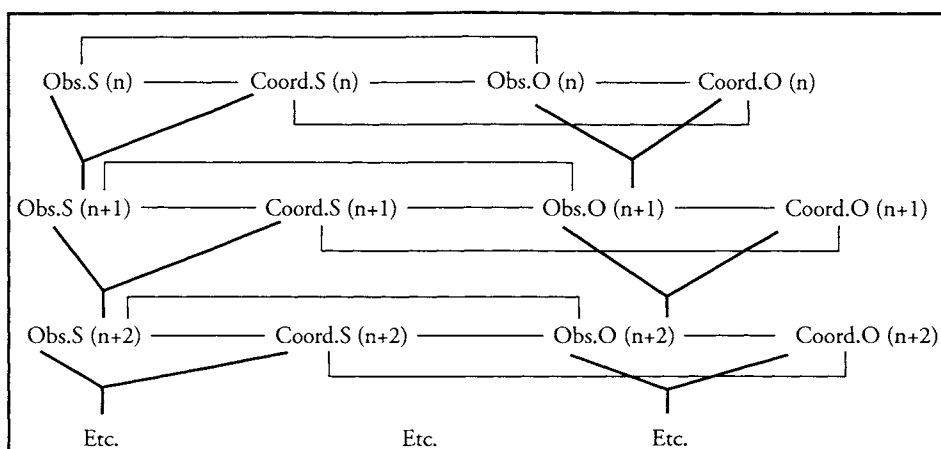 Obs.S (n) Coord.S (n) Obs.O (n) Coord.O (n)
Obs.S (n+1) Coord.S (n+1) Obs.O (n+1) Coord.O (n+1)
Obs.S (n+2) Coord.S (n+2) Obs.O (n+2) Coord.O (n+2)
Etc. Etc. Etc.